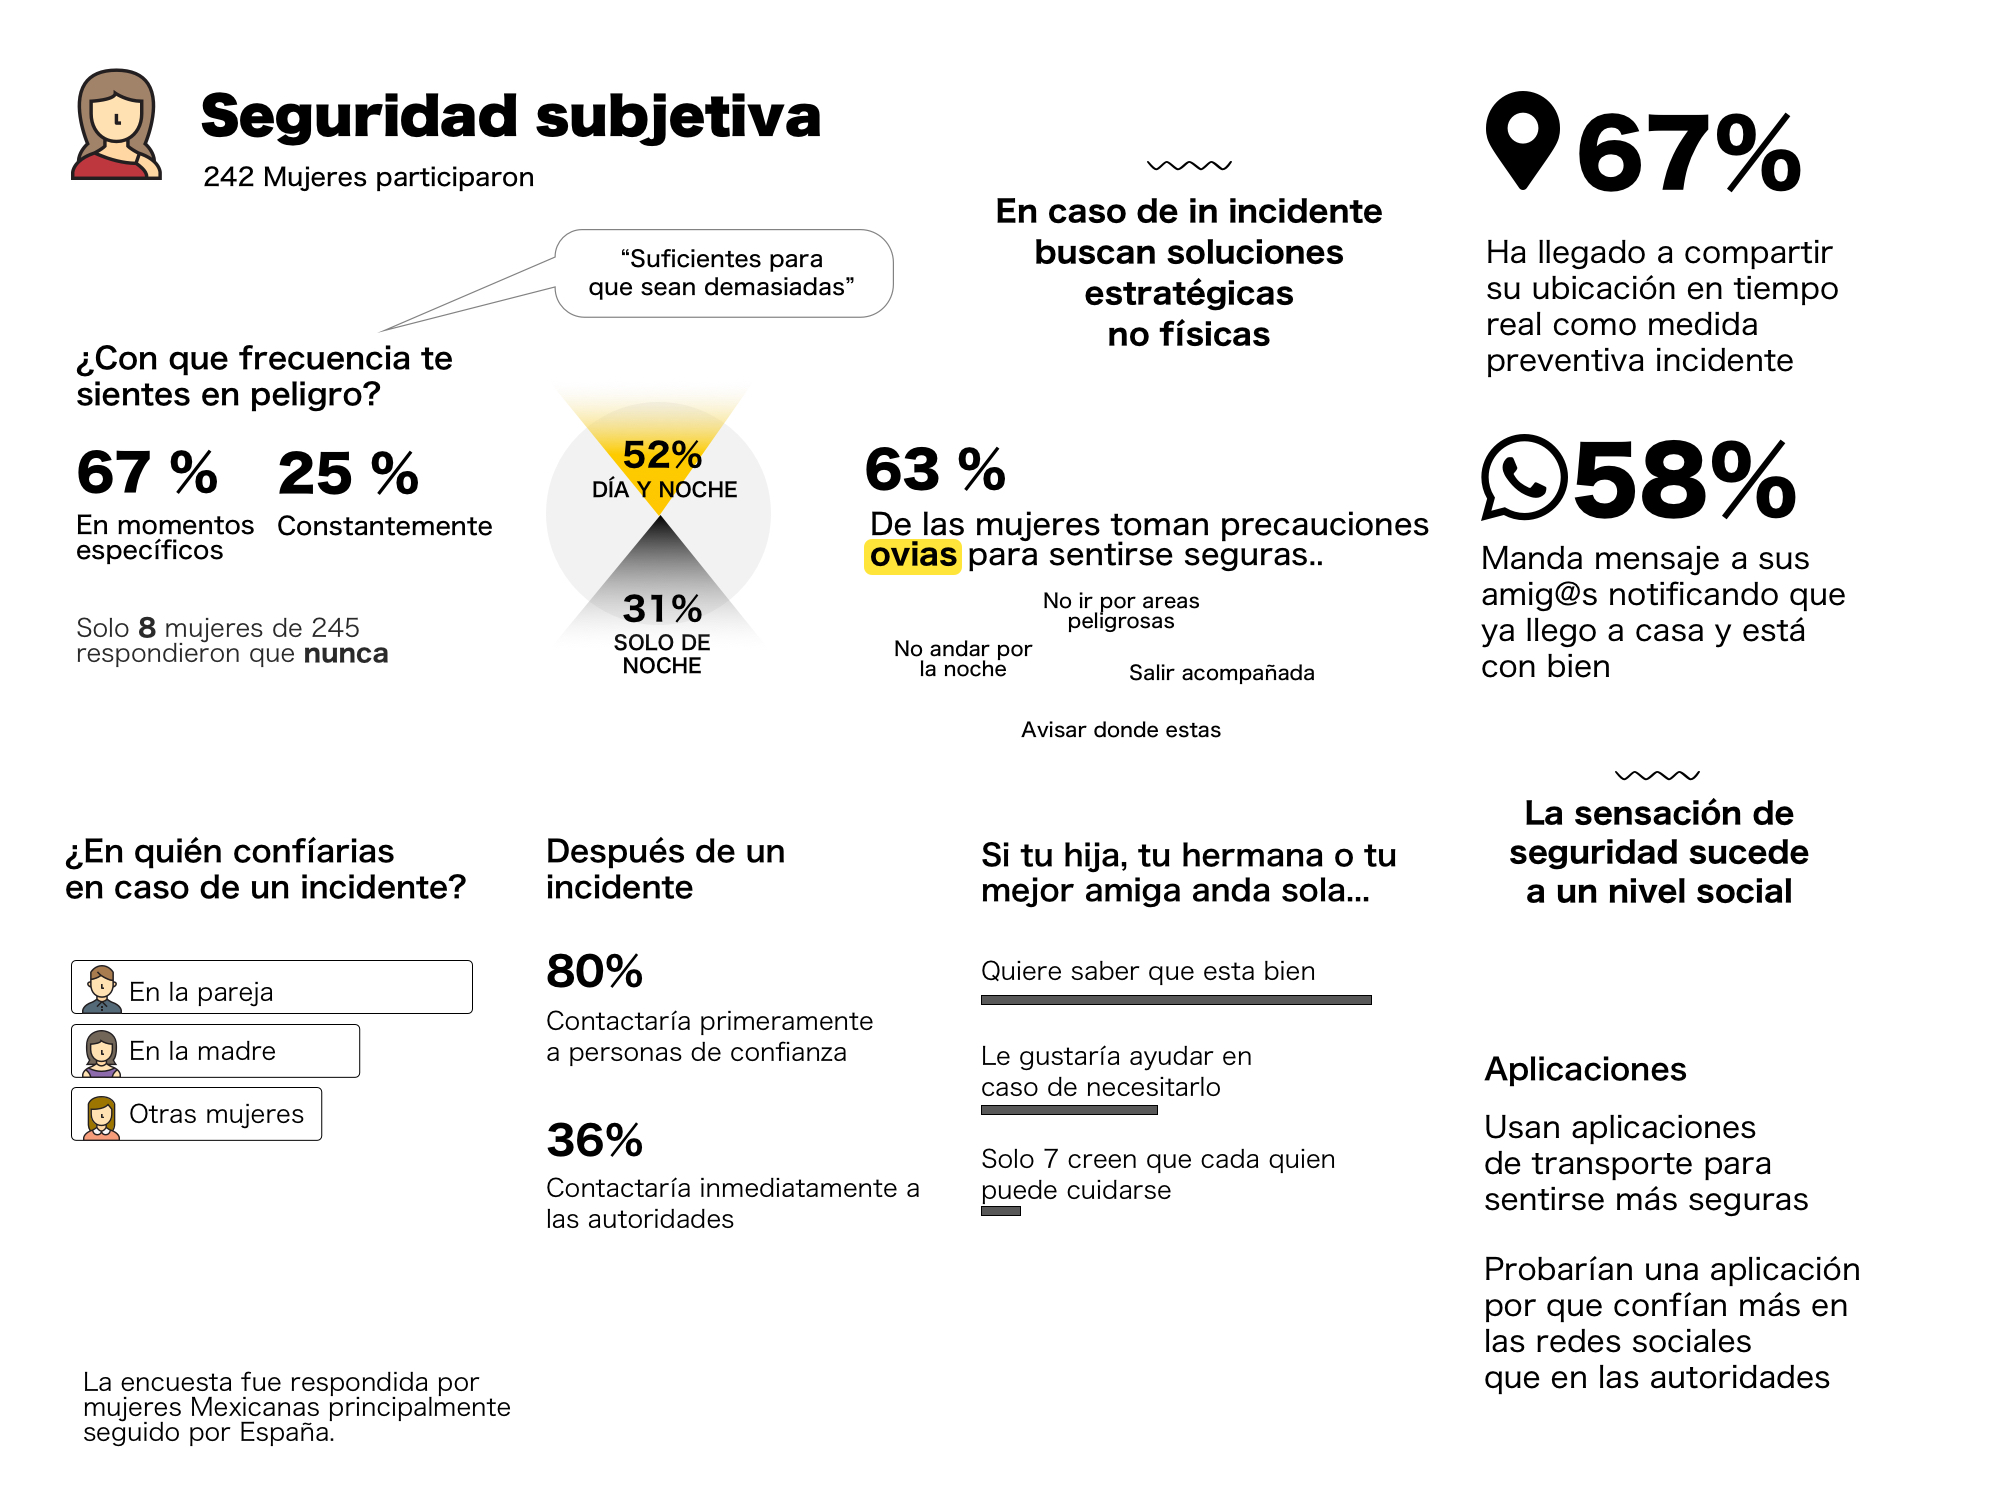 Seguridad subjetiva
242 Mujeres participaron
“Suficientes para
que sean demasiadas”
¿Con que frecuencia te
sientes en peligro?
67 %
En momentos
específicos
25 %
Constantemente
Solo 8 mujeres de 245
respondieron que nunca
52%
DÍA Y NOCHE
31%
SOLO DE
NOCHE
En caso de in incidente
buscan soluciones
estratégicas
no físicas
63 %
De las mujeres toman precauciones
ovias para sentirse seguras..
No ir por areas
peligrosas
No andar por
la noche
Salir acompañada
Avisar donde estas
67%
Ha llegado a compartir
su ubicación en tiempo
real como medida
preventiva incidente
58%
Manda mensaje a sus
amig@s notificando que
ya llego a casa y está
con bien
¿En quién confíarias
en caso de un incidente?
En la pareja
En la madre
Otras mujeres
Después de un
incidente
80%
Contactaría primeramente
a personas de confianza
36%
Contactaría inmediatamente a
las autoridades
Si tu hija, tu hermana o tu
mejor amiga anda sola...
Quiere saber que esta bien
Le gustaría ayudar en
caso de necesitarlo
Solo 7 creen que cada quien
puede cuidarse
La sensación de
seguridad sucede
a un nivel social
Aplicaciones
Usan aplicaciones
de transporte para
sentirse más seguras
Probarían una aplicación
por que confían más en
las redes sociales
que en las autoridades
La encuesta fue respondida por
mujeres Mexicanas principalmente
seguido por España.